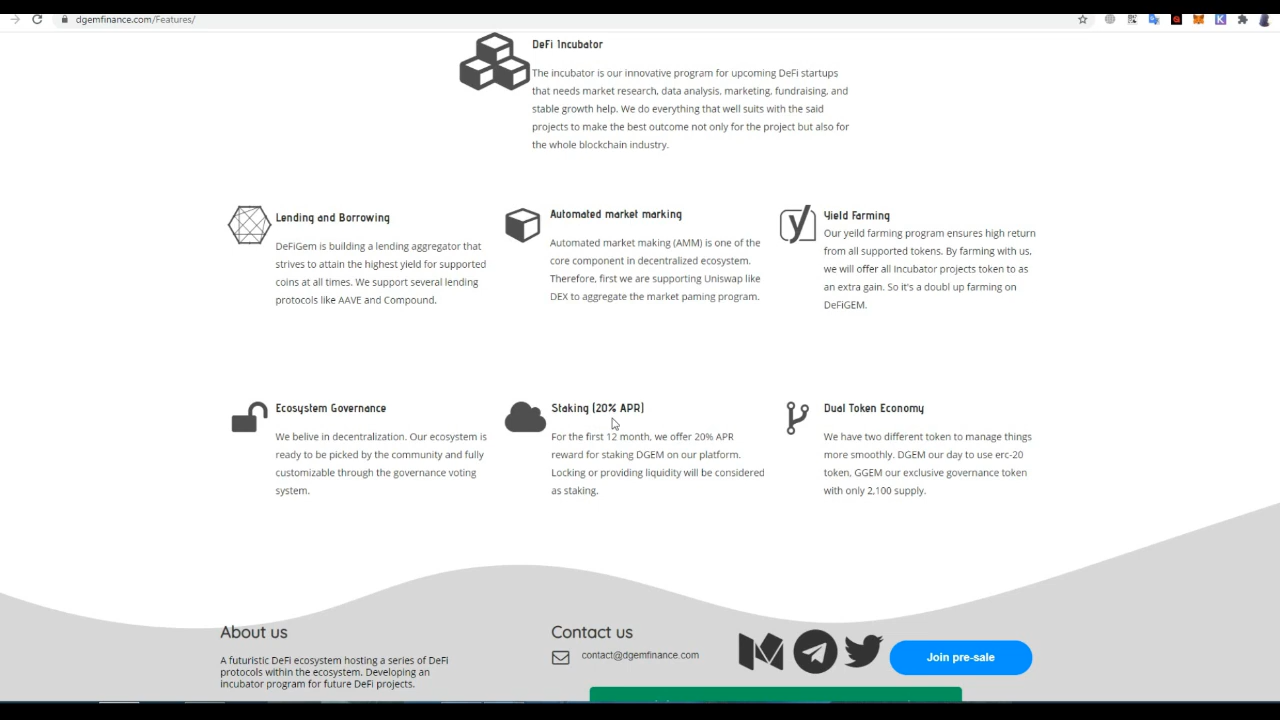 dgemfinance.com/Features/
DeFi Incubator
The incubator is our innovative program for upcoming DeFi startups
that needs market research, data analysis, marketing, fundraising, and
stable growth help. We do everything that well suits with the said
projects to make the best outcome not only for the project but also for
the whole blockchain industry.
Lending and Borrowing
DeFiGem is building a lending aggregator that
strives to attain the highest yield for supported
coins at all times. We support several lending
protocols like AAVE and Compound.
Automated market marking
Automated market making (AMM) is one of the
core component in decentralized ecosystem.
Therefore, first we are supporting Uniswap like
DEX to aggregate the market paming program.
Yield Farming
Our yeild farming program ensures high return
from all supported tokens. By farming with us,
we will offer all Incubator projects token to as
an extra gain. So it's a doubl up farming on
DeFiGEM.
Ecosystem Governance
We belive in decentralization. Our ecosystem is
ready to be picked by the community and fully
customizable through the governance voting
system.
Staking (20% APR)
For the first 12 month, we offer 20% APR
reward for staking DGEM on our platform.
Locking or providing liquidity will be considered
as staking.
Dual Token Economy
We have two different token to manage things
more smoothly. DGEM our day to use erc-20
token, GGEM our exclusive governance token
with only 2,100 supply.
About us
A futuristic DeFi ecosystem hosting a series of DeFi
protocols within the ecosystem. Developing an
incubator program for future DeFi projects.
Contact us
contact@dgemfinance.com
Join pre-sale